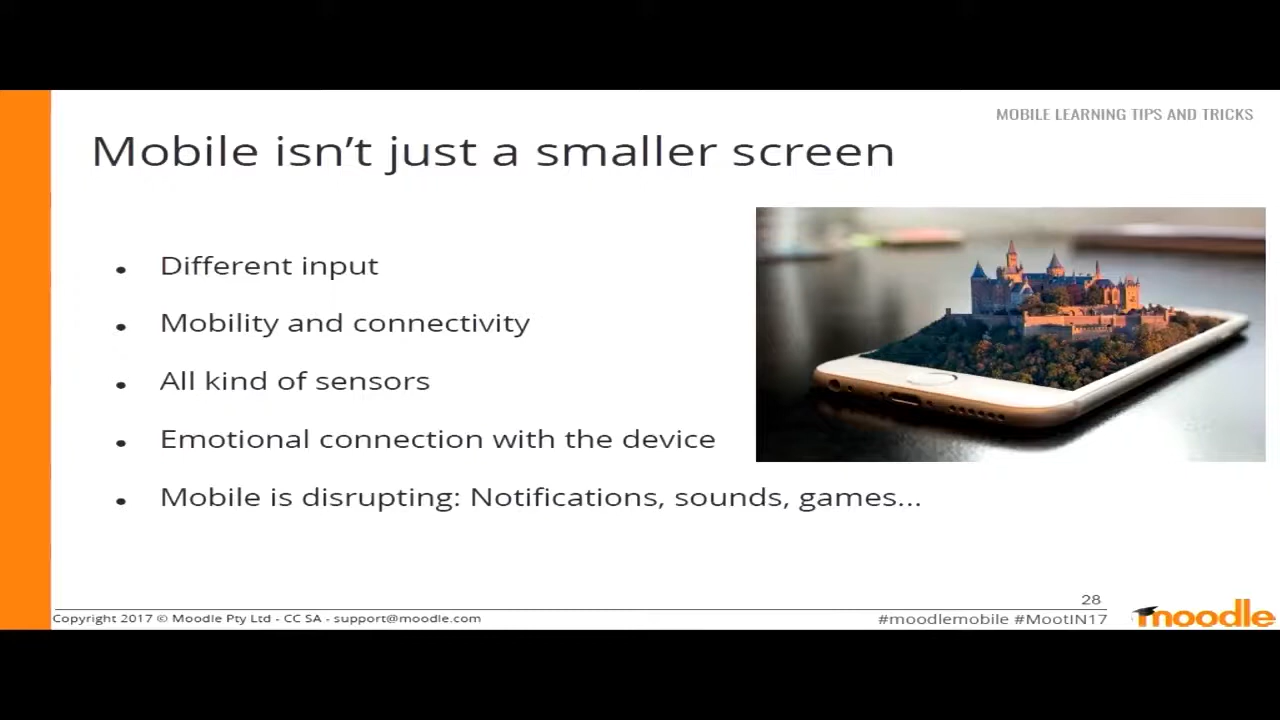 MOBILE LEARNING TIPS AND TRICKS
Mobile isn’t just a smaller screen
• Different input
• Mobility and connectivity
• All kind of sensors
• Emotional connection with the device
• Mobile is disrupting: Notifications, sounds, games...
28
Copyright 2017 © Moodle Pty Ltd - CC SA - support@moodle.com
#moodlemobile #MootIN17
moodle